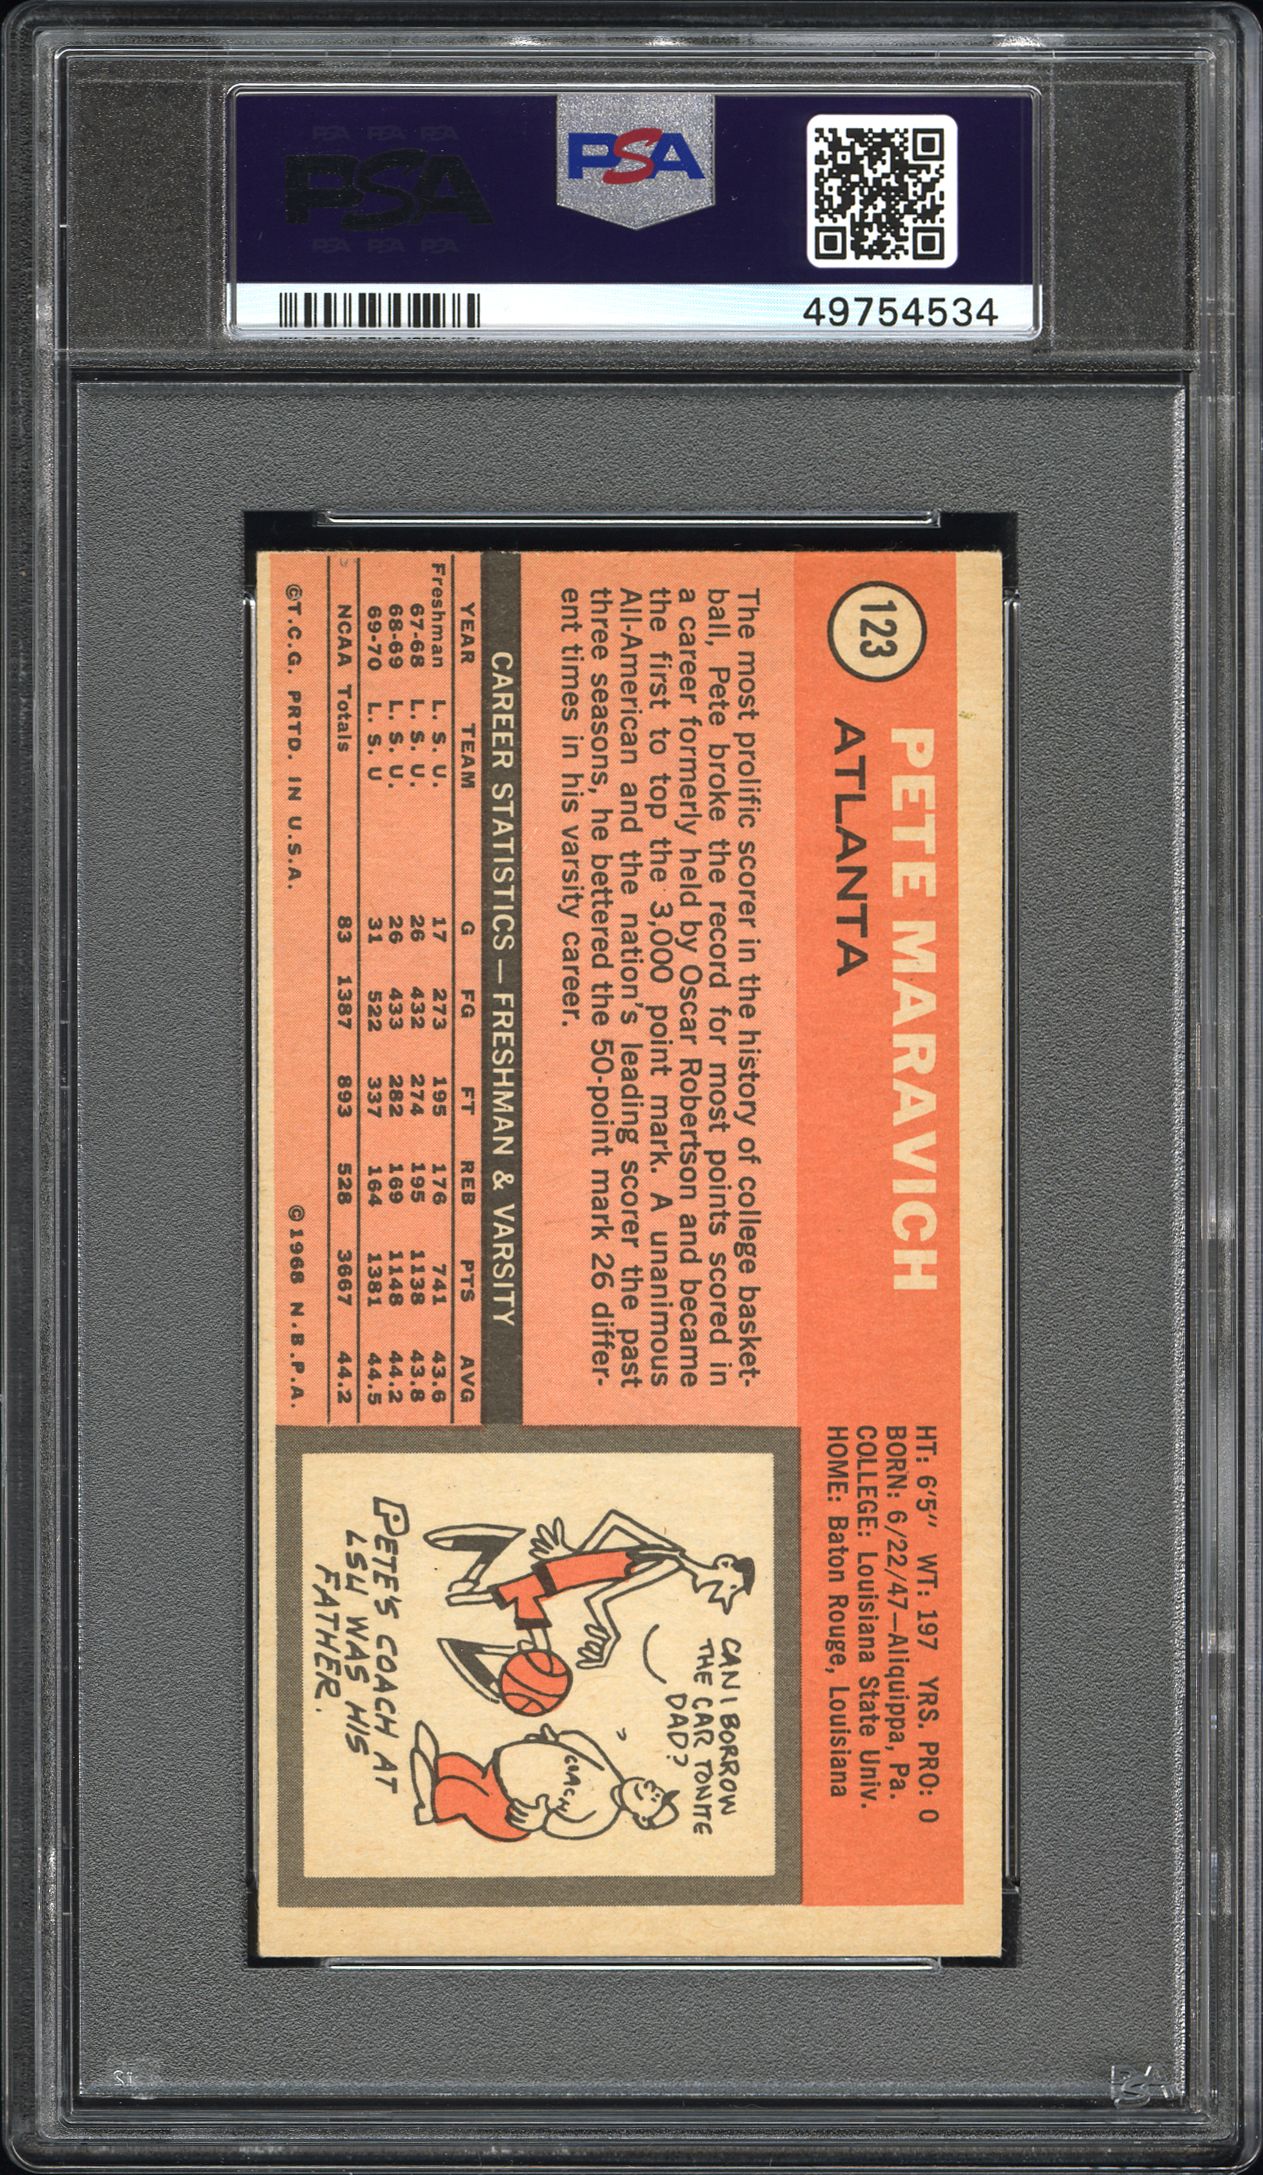 PSA PSA PSA
PSA
PSA PSA PSA
PSA
49754534
123
PETE MARAVICH
ATLANTA
HT: 6'5" WT: 197 YRS. PRO: 0
BORN: 6/22/47—Aliquippa, Pa.
COLLEGE: Louisiana State Univ.
HOME: Baton Rouge, Louisiana
The most prolific scorer in the history of college basket-
ball, Pete broke the record for most points scored in
a career formerly held by Oscar Robertson and became
the first to top the 3,000 point mark. A unanimous
All-American and the nation's leading scorer the past
three seasons, he bettered the 50-point mark 26 differ-
ent times in his varsity career.
CAREER STATISTICS—FRESHMAN & VARSITY
YEAR TEAM G FG FT REB PTS AVG
Freshman L. S. U. 17 273 195 176 741 43.6
67-68 L. S. U. 26 432 274 195 1138 43.8
68-69 L. S. U. 26 433 282 169 1148 44.2
69-70 L. S. U 31 522 337 164 1381 44.5
NCAA Totals 83 1387 893 528 3667 44.2
©T.C.G. PRTD. IN U.S.A. ©1968 N.B.P.A.
CAN I BORROW
THE CAR TONITE
DAD?
COACH
PETE'S COACH AT
LSU WAS HIS
FATHER.
PSA